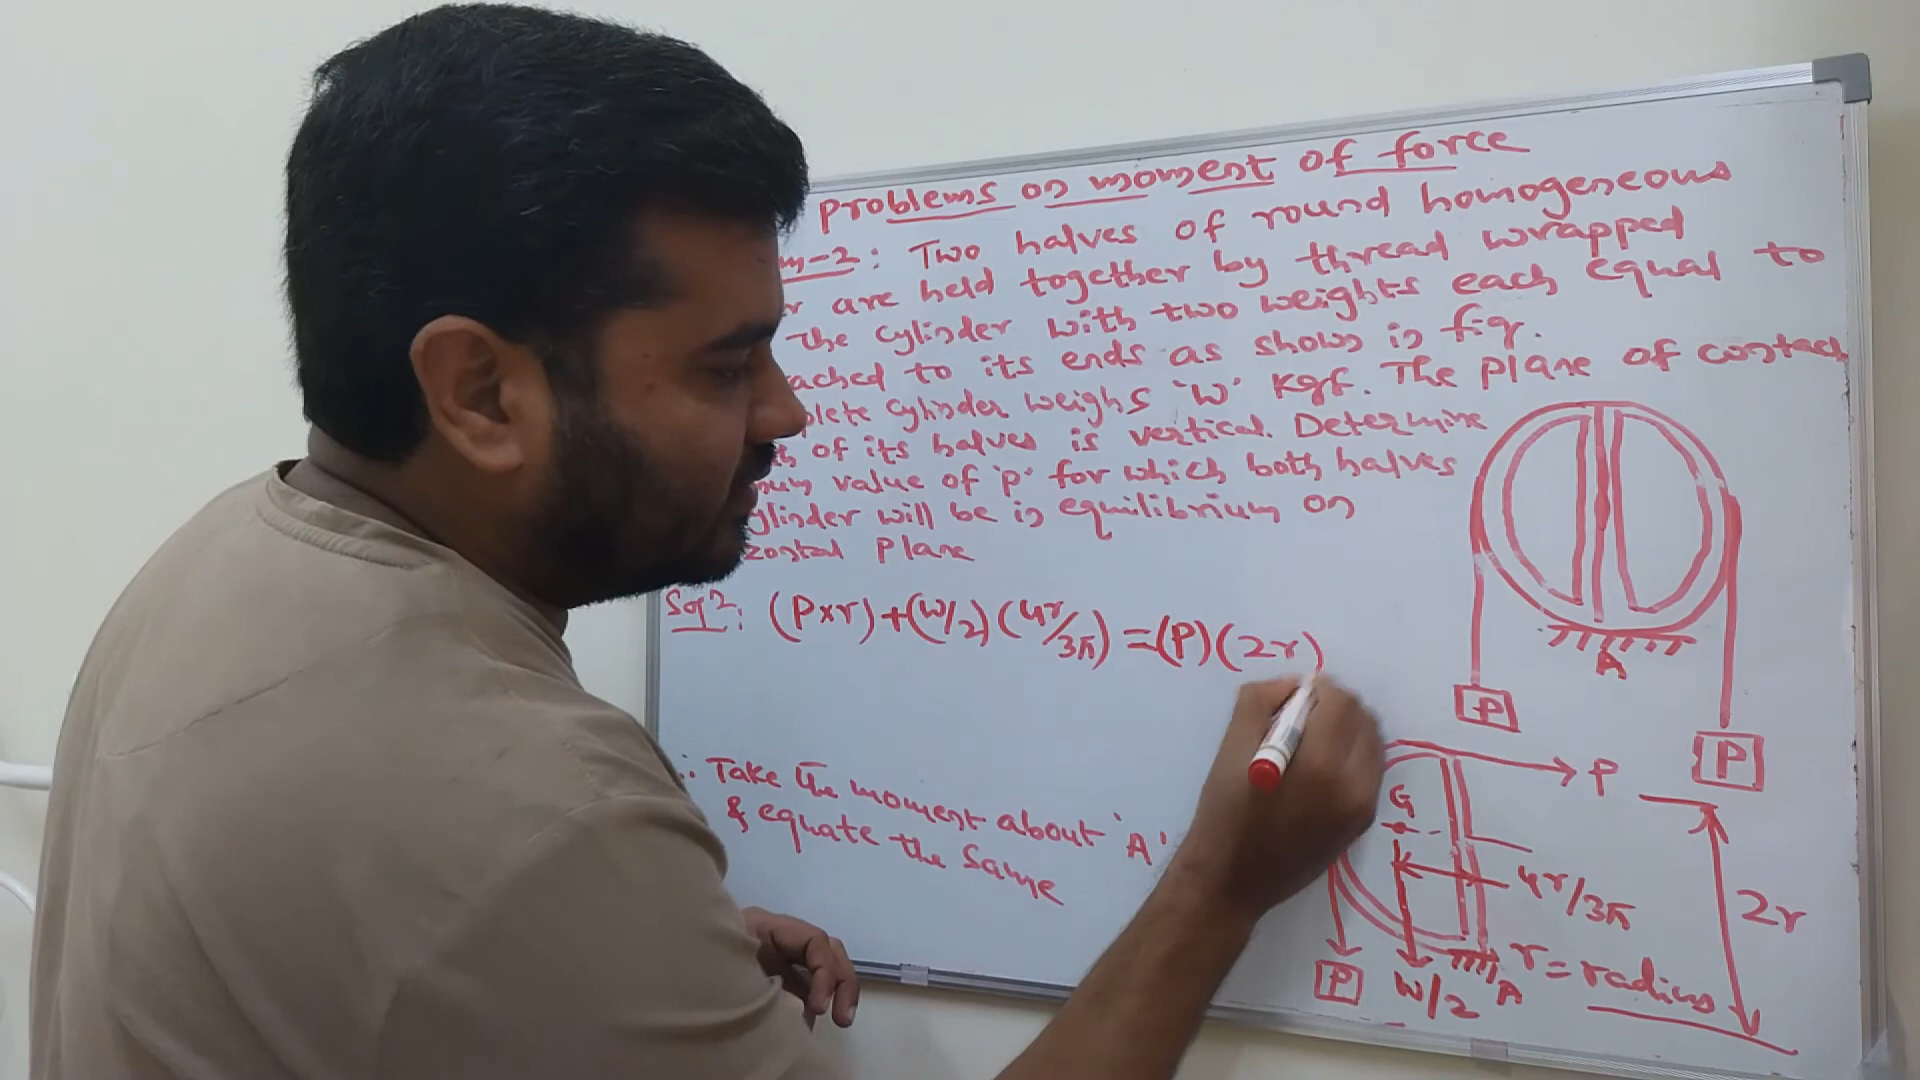 problems on moment of force
m-2: Two halves of round homogeneous
r are held together by thread wrapped
the cylinder with two weights each equal to
ached to its ends as shown in fig.
plete cylinder weighs 'W' Kgf. The plane of contact
of its halves is vertical. Determine
mum value of 'p' for which both halves
ylinder will be in equilibrium on
zontal plane
A
P
P
Sol?: (P×r)+(W/2)(4r/3π)=(P)(2r)
∴ Take the moment about 'A'
& equate the same
P
G
4r/3π
2r
r = radius
P
W/2
A